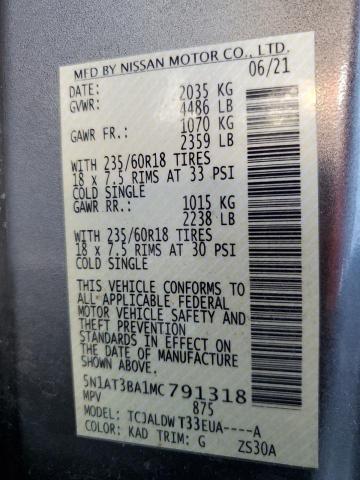 MFD BY NISSAN MOTOR CO., LTD.
DATE: 06/21
GVWR: 2035 KG
4486 LB
GAWR FR.: 1070 KG
2359 LB
WITH 235/60R18 TIRES
18 x 7.5 RIMS AT 33 PSI
COLD SINGLE
GAWR RR.: 1015 KG
2238 LB
WITH 235/60R18 TIRES
18 x 7.5 RIMS AT 30 PSI
COLD SINGLE
THIS VEHICLE CONFORMS TO
ALL APPLICABLE FEDERAL
MOTOR VEHICLE SAFETY AND
THEFT PREVENTION
STANDARDS IN EFFECT ON
THE DATE OF MANUFACTURE
SHOWN ABOVE.
5N1AT3BA1MC791318
MPV 875
MODEL: TCJALDW T33EUA----A
COLOR: KAD TRIM: G ZS30A